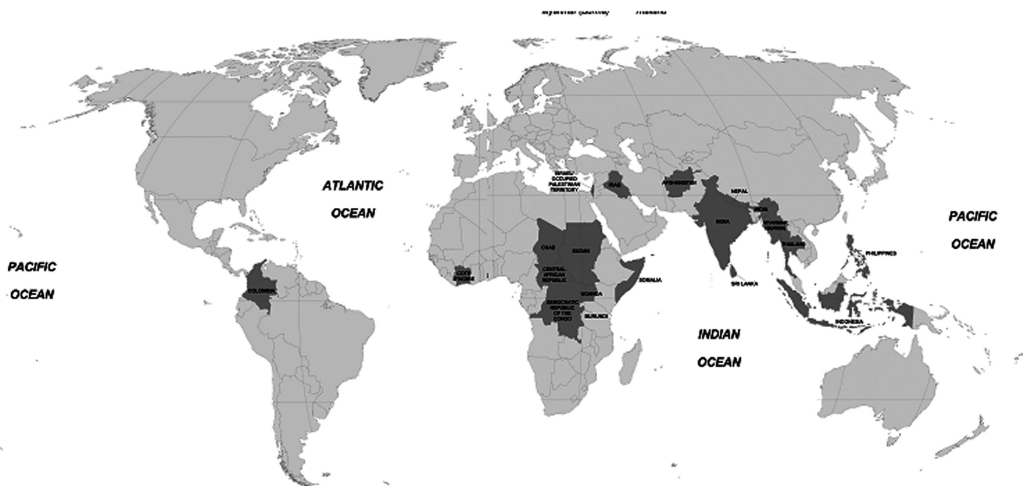 ATLANTIC
OCEAN
PACIFIC
OCEAN
PACIFIC
OCEAN
INDIAN
OCEAN
OCCUPIED
PALESTINIAN
TERRITORY
IRAQ
AFGHANISTAN
NEPAL
INDIA
INDIA
THAILAND
PHILIPPINES
CHAD
SUDAN
CENTRAL
AFRICAN
REPUBLIC
SOMALIA
SRI LANKA
COLOMBIA
UGANDA
DEMOCRATIC
REPUBLIC
OF THE
CONGO
BURUNDI
INDONESIA